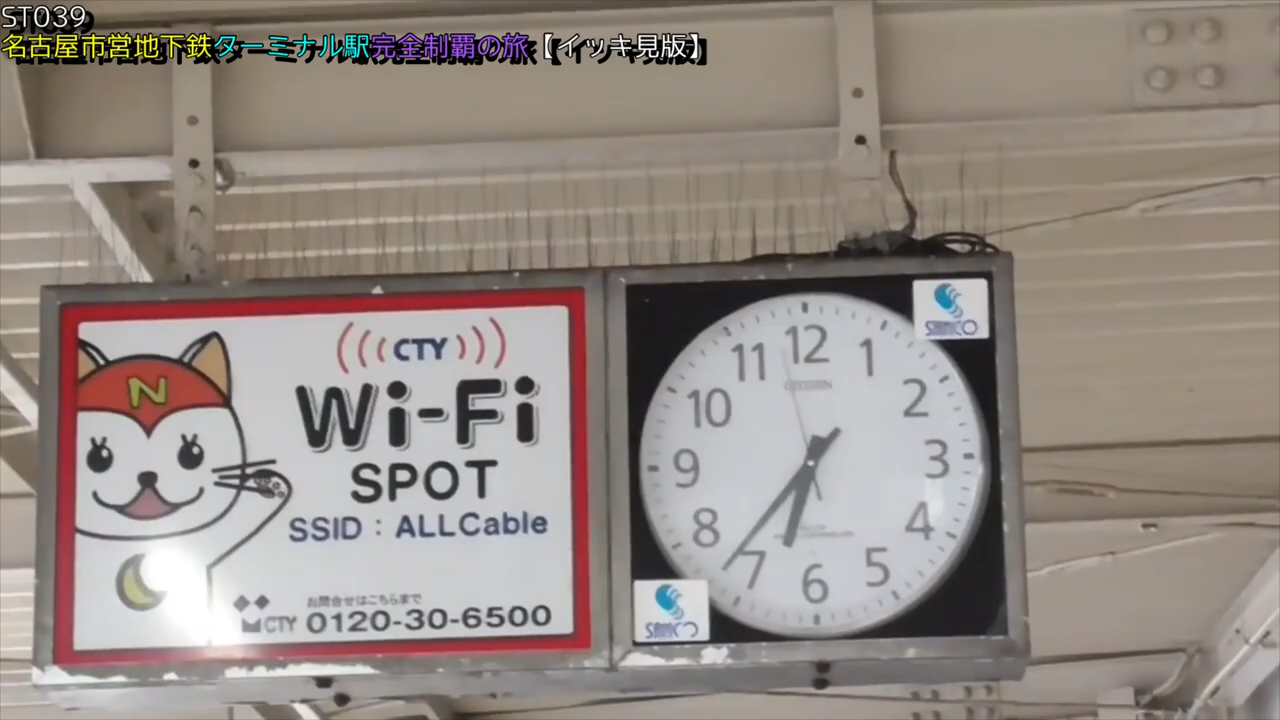 ST039
名古屋市営地下鉄ターミナル駅完全制覇の旅【イッキ見版】
N
CTY
Wi-Fi
SPOT
SSID : ALLCable
お問合せはこちらまで
CTY 0120-30-6500
SANCO
12
11 1
CITIZEN
10 2
9 3
8 4
7 5
6
SANCO